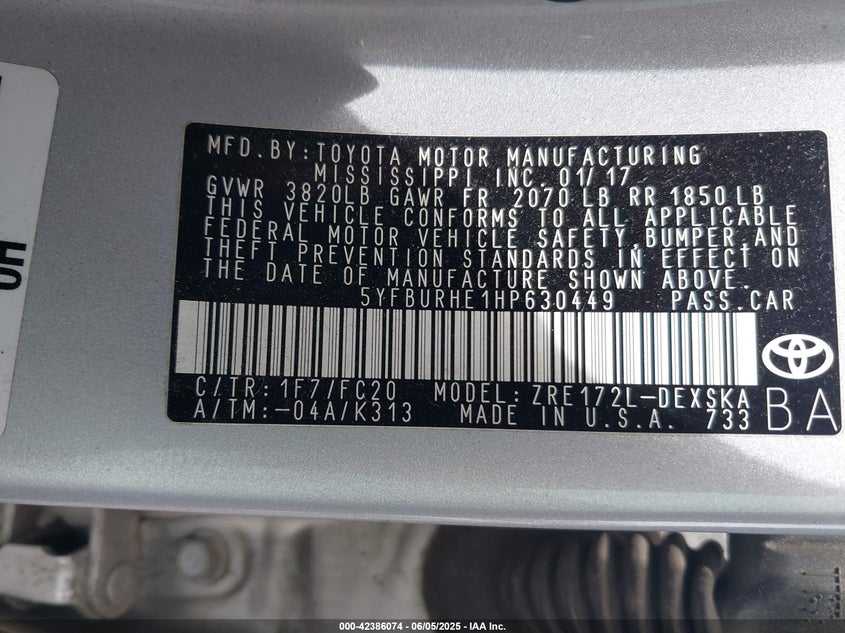 MFD.BY:TOYOTA MOTOR MANUFACTURING
MISSISSIPPI, INC. 01/17
GVWR 3820LB GAWR FR 2070 LB RR 1850 LB
THIS VEHICLE CONFORMS TO ALL APPLICABLE
FEDERAL MOTOR VEHICLE SAFETY,BUMPER,AND
THEFT PREVENTION STANDARDS IN EFFECT ON
THE DATE OF MANUFACTURE SHOWN ABOVE.
5YFBURHE1HP630449 PASS.CAR
C/TR:1F7/FC20 MODEL:ZRE172L-DEXSKA
A/TM:-04A/K313 MADE IN U.S.A. 733
BA
000-42386074 - 06/05/2025 - IAA Inc.